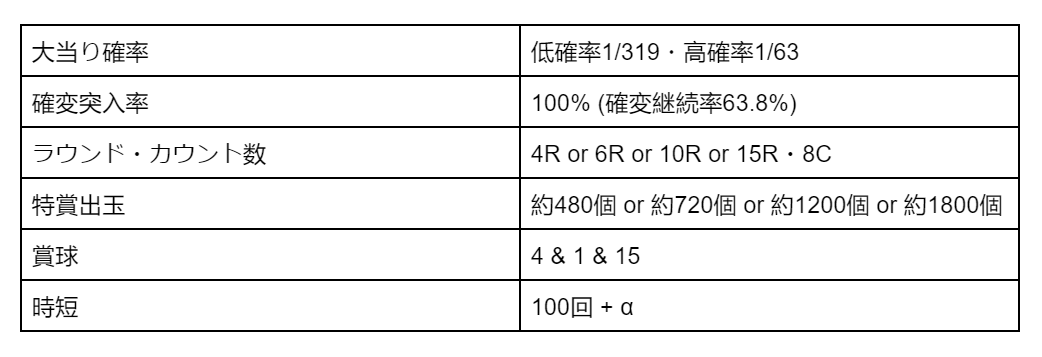 大当り確率 低確率1/319・高確率1/63
確変突入率 100% (確変継続率63.8%)
ラウンド・カウント数 4R or 6R or 10R or 15R・8C
特賞出玉 約480個 or 約720個 or 約1200個 or 約1800個
賞球 4 & 1 & 15
時短 100回 + α